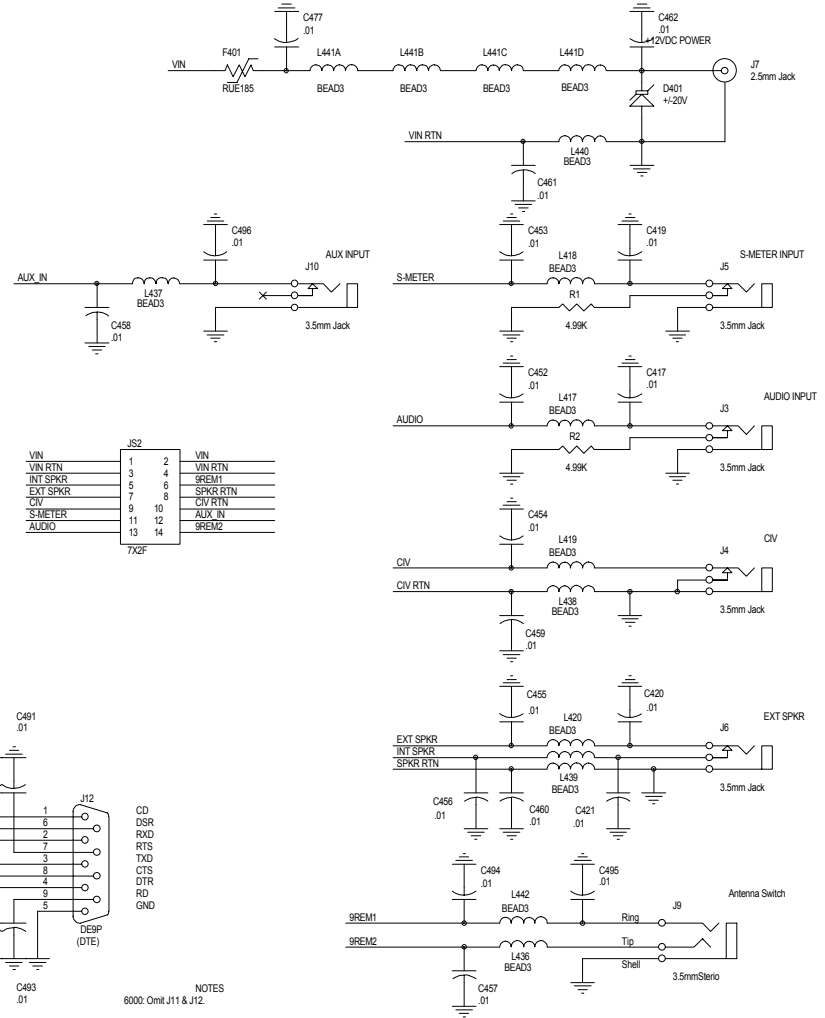 C477
.01
C462
.01
+12VDC POWER
F401
L441A
L441B
L441C
L441D
J7
2.5mm Jack
VIN
RUE185
BEAD3
BEAD3
BEAD3
BEAD3
D401
+/-20V
VIN RTN
L440
BEAD3
C461
.01
C496
.01
AUX INPUT
J10
AUX_IN
L437
BEAD3
C458
.01
3.5mm Jack
C453
.01
L418
BEAD3
C419
.01
S-METER INPUT
J5
S-METER
R1
4.99K
3.5mm Jack
C452
.01
L417
BEAD3
C417
.01
AUDIO INPUT
J3
AUDIO
R2
4.99K
3.5mm Jack
JS2
VIN 1 2 VIN
VIN RTN 3 4 VIN RTN
INT SPKR 5 6 9REM1
EXT SPKR 7 8 SPKR RTN
CIV 9 10 CIV RTN
S-METER 11 12 AUX_IN
AUDIO 13 14 9REM2
7X2F
C454
.01
L419
BEAD3
CIV
J4
CIV
CIV RTN
L438
BEAD3
3.5mm Jack
C459
.01
C455
.01
L420
BEAD3
C420
.01
EXT SPKR
J6
EXT SPKR
INT SPKR
SPKR RTN
L439
BEAD3
3.5mm Jack
C456
.01
C460
.01
C421
.01
C491
.01
J12
1 CD
6 DSR
2 RXD
7 RTS
3 TXD
8 CTS
4 DTR
9 RD
5 GND
DE9P
(DTE)
C493
.01
NOTES
6000: Omit J11 & J12.
C494
.01
L442
BEAD3
C495
.01
Antenna Switch
J9
9REM1
Ring
9REM2
Tip
L436
BEAD3
Shell
3.5mmSterio
C457
.01